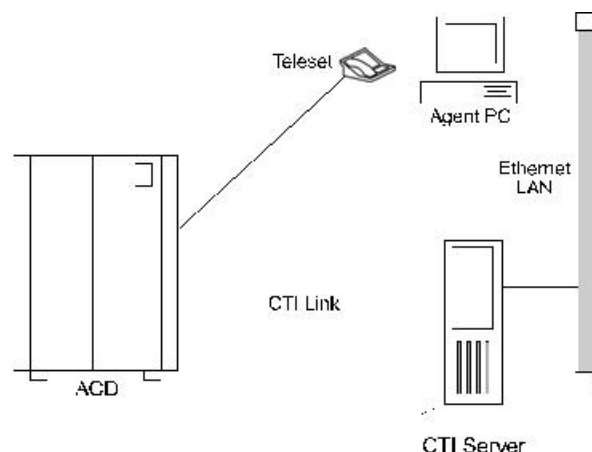 Teleset
Agent PC
Ethernet
LAN
CTI Link
ACD
CTI Server